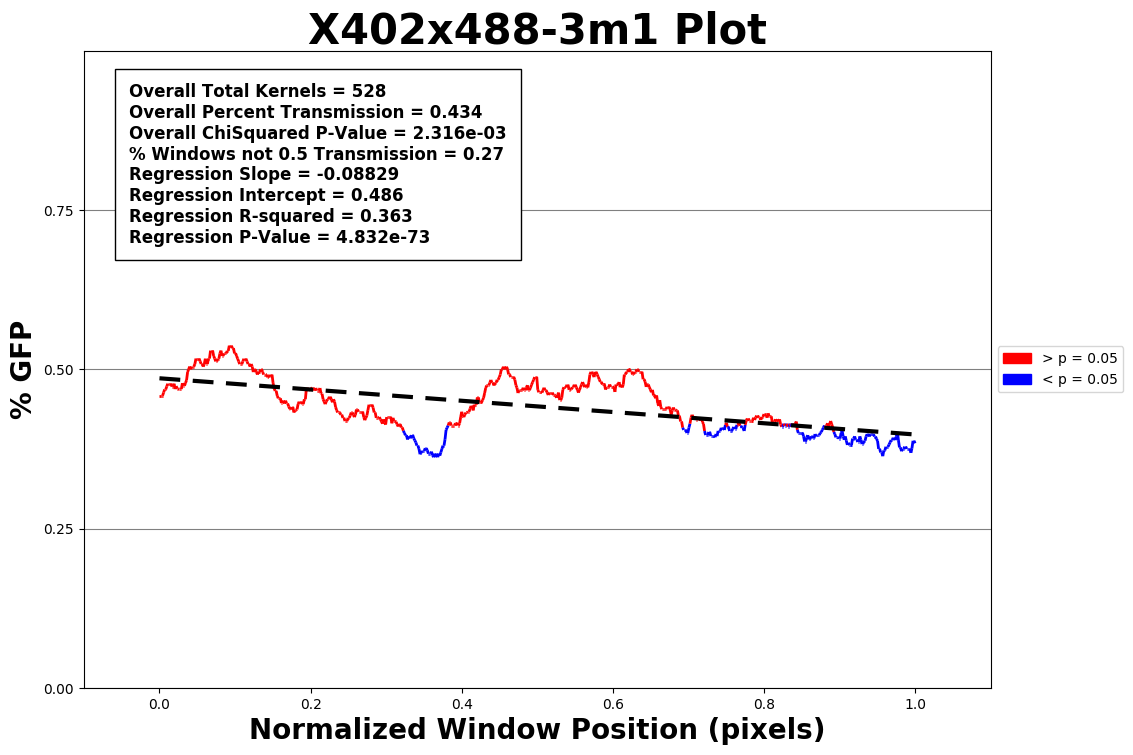 X402x488-3m1 Plot
Overall Total Kernels = 528
Overall Percent Transmission = 0.434
Overall ChiSquared P-Value = 2.316e-03
% Windows not 0.5 Transmission = 0.27
Regression Slope = -0.08829
Regression Intercept = 0.486
Regression R-squared = 0.363
Regression P-Value = 4.832e-73
% GFP
0.75
0.50
0.25
0.00
> p = 0.05
< p = 0.05
0.0 0.2 0.4 0.6 0.8 1.0
Normalized Window Position (pixels)